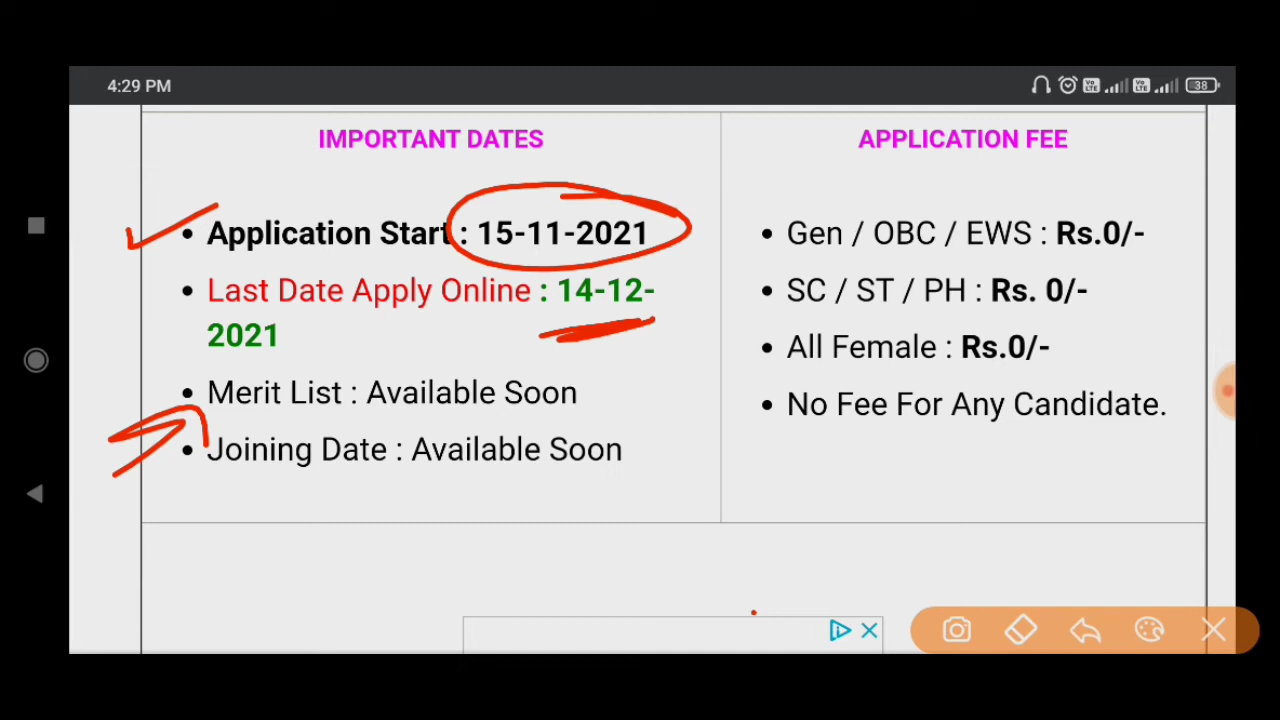 4:29 PM
38
IMPORTANT DATES
Application Start : 15-11-2021
Last Date Apply Online : 14-12-
2021
Merit List : Available Soon
Joining Date : Available Soon
APPLICATION FEE
Gen / OBC / EWS : Rs.0/-
SC / ST / PH : Rs. 0/-
All Female : Rs.0/-
No Fee For Any Candidate.